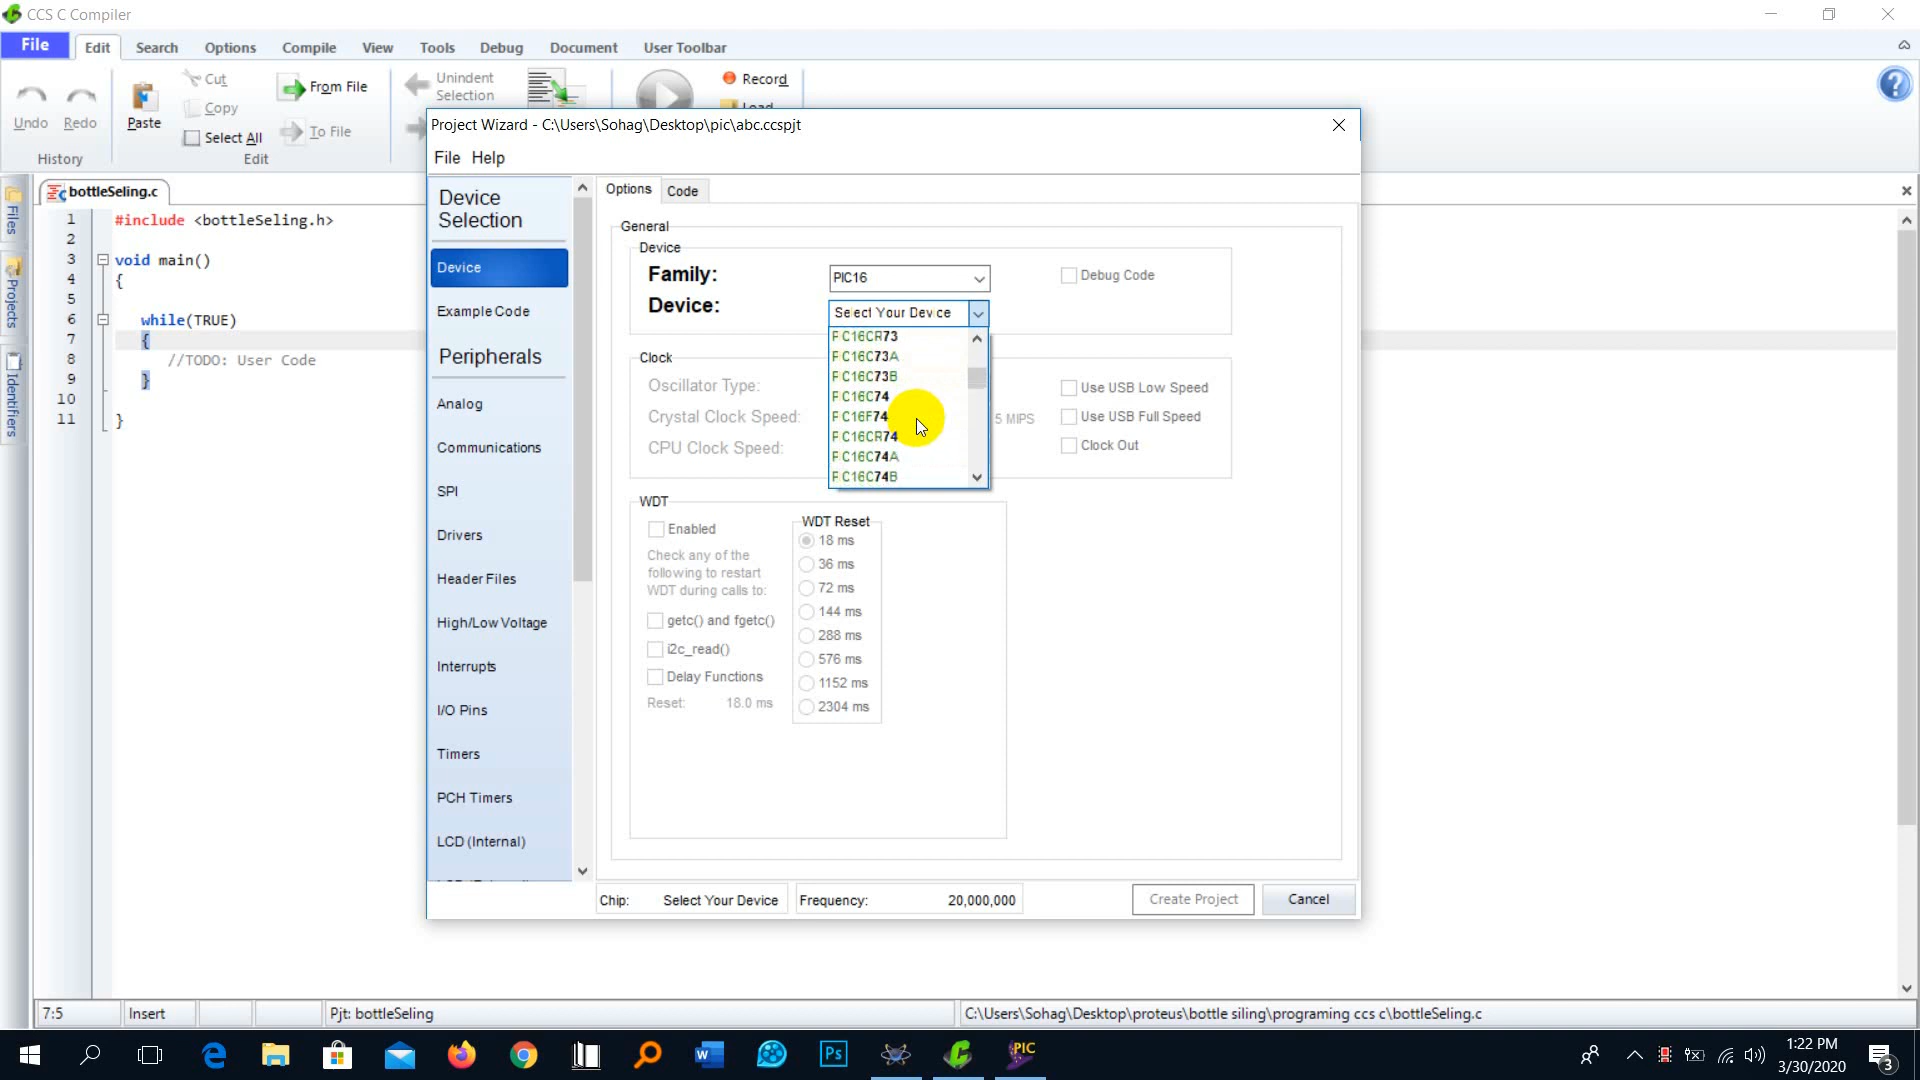 CCS C Compiler
File Edit Search Options Compile View Tools Debug Document User Toolbar
Undo Redo
History
Paste
Cut
Copy
Select All
Edit
From File
To File
Unindent
Selection
Record
Project Wizard - C:\Users\Sohag\Desktop\pic\abc.ccspjt
File Help
Files
Projects
Identifiers
bottleSeling.c
1 #include <bottleSeling.h>
2
3 void main()
4 {
5
6 while(TRUE)
7 {
8 //TODO: User Code
9 }
10
11 }
Device
Selection
Device
Example Code
Peripherals
Analog
Communications
SPI
Drivers
Header Files
High/Low Voltage
Interrupts
I/O Pins
Timers
PCH Timers
LCD (Internal)
Options Code
General
Device
Family: PIC16
Debug Code
Device: Select Your Device
PIC16CR73
PIC16C73A
PIC16C73B
PIC16C74
PIC16F74
PIC16CR74
PIC16C74A
PIC16C74B
Clock
Oscillator Type:
Crystal Clock Speed:
CPU Clock Speed:
5 MIPS
Use USB Low Speed
Use USB Full Speed
Clock Out
WDT
Enabled
Check any of the
following to restart
WDT during calls to:
getc() and fgetc()
i2c_read()
Delay Functions
Reset: 18.0 ms
WDT Reset
18 ms
36 ms
72 ms
144 ms
288 ms
576 ms
1152 ms
2304 ms
Chip: Select Your Device
Frequency: 20,000,000
Create Project
Cancel
7:5 Insert Pjt: bottleSeling C:\Users\Sohag\Desktop\proteus\bottle siling\programing ccs c\bottleSeling.c
Ps
PIC
1:22 PM
3/30/2020
3